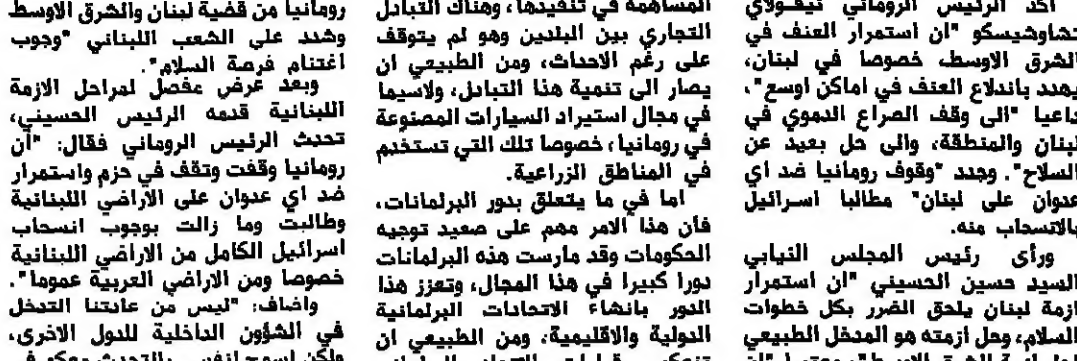 اكد الرئيس الروماني نيقولاي
تشاوشيسكو "ان استمرار العنف في
الشرق الاوسط، خصوصا في لبنان،
يهدد باندلاع العنف في اماكن اوسع"،
داعيا "الى وقف الصراع الدموي في
لبنان والمنطقة، والى حل بعيد عن
السلاح". وجدد "وقوف رومانيا ضد اي
عدوان على لبنان" مطالبا اسرائيل
بالانسحاب منه.
ورأى رئيس المجلس النيابي
السيد حسين الحسيني "ان استمرار
ازمة لبنان يلحق الضرر بكل خطوات
السلام، وحل ازمته هو المدخل الطبيعي
المساهمة في تنفيذها، وهناك التبادل
التجاري بين البلدين وهو لم يتوقف
على رغم الاحداث، ومن الطبيعي ان
يصار الى تنمية هذا التبادل، ولاسيما
في مجال استيراد السيارات المصنوعة
في رومانيا، خصوصا تلك التي تستخدم
في المناطق الزراعية.
اما في ما يتعلق بدور البرلمانات،
فأن هذا الامر مهم على صعيد توجيه
الحكومات وقد مارست هذه البرلمانات
دورا كبيرا في هذا المجال، وتعزز هذا
الدور بانشاء الاتحادات البرلمانية
الدولية والاقليمية، ومن الطبيعي ان
رومانيا من قضية لبنان والشرق الاوسط
وشدد على الشعب اللبناني "وجوب
اغتنام فرصة السلام".
وبعد عرض مفصل لمراحل الازمة
اللبنانية قدمه الرئيس الحسيني،
تحدث الرئيس الروماني فقال: "أن
رومانيا وقفت وتقف في حزم واستمرار
ضد اي عدوان على الأراضي اللبنانية
وطالبت وما زالت بوجوب انسحاب
اسرائيل الكامل من الاراضي اللبنانية
خصوصا ومن الاراضي العربية عموما".
واضاف: "ليس من عادتنا التدخل
في الشؤون الداخلية للدول الاخرى،